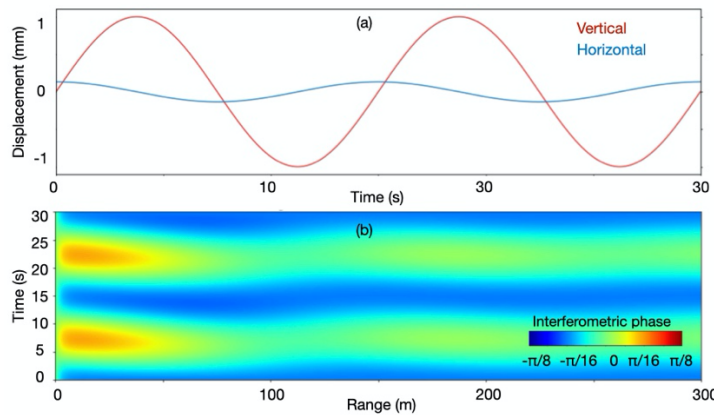 (a)
Vertical
Horizontal
Displacement (mm)
1
0
-1
0 10 30 30
Time (s)
(b)
Time (s)
30
25
20
15
10
5
0
Interferometric phase
-π/8 -π/16 0 π/16 π/8
0 100 200 300
Range (m)